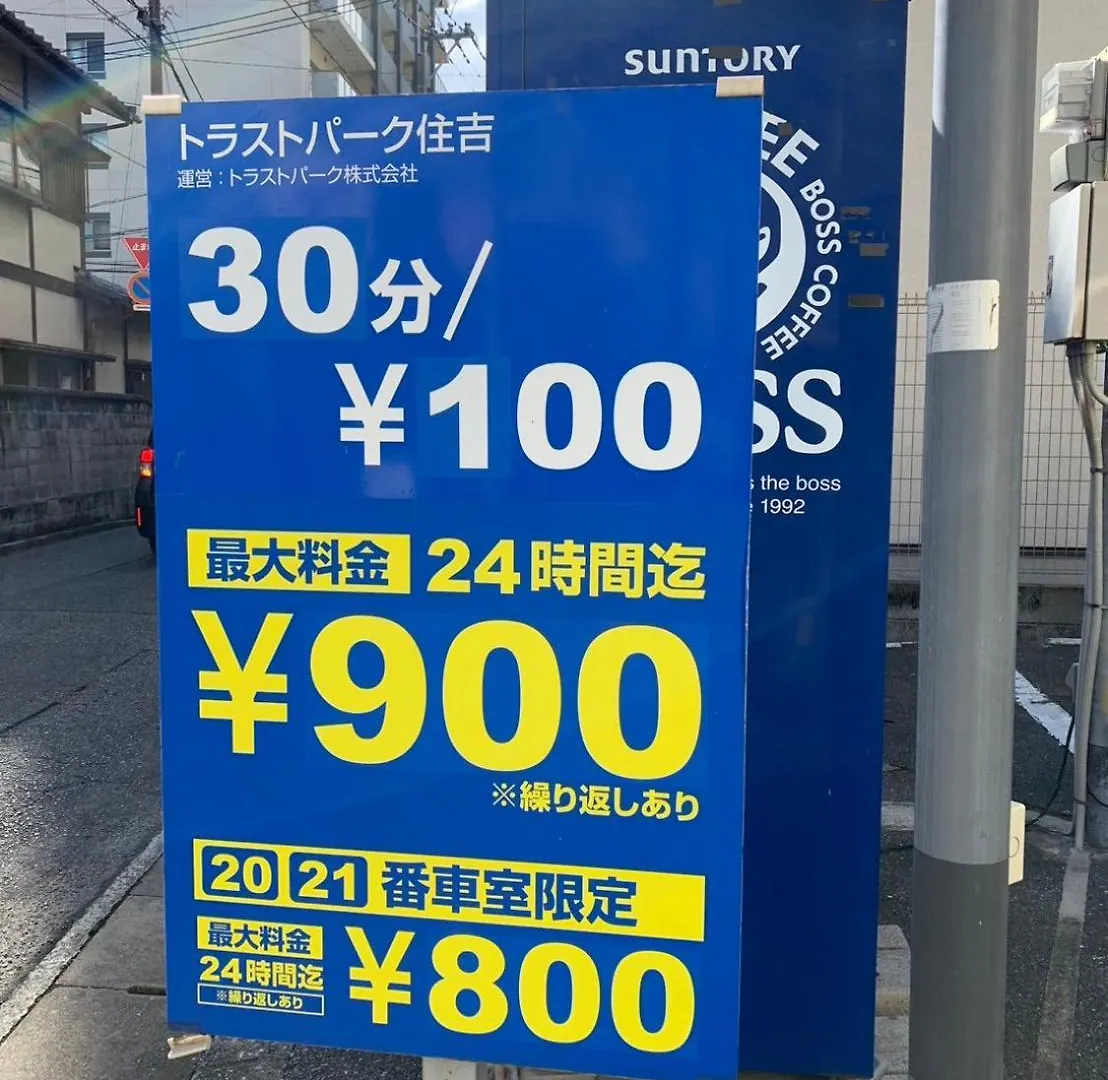 トラストパーク住吉
運営：トラストパーク株式会社
30分/
¥100
最大料金 24時間迄
¥900
※繰り返しあり
20 21 番車室限定
最大料金
24時間迄
※繰り返しあり
¥800
SUNTORY
BOSS COFFEE
the boss
1992
止まれ